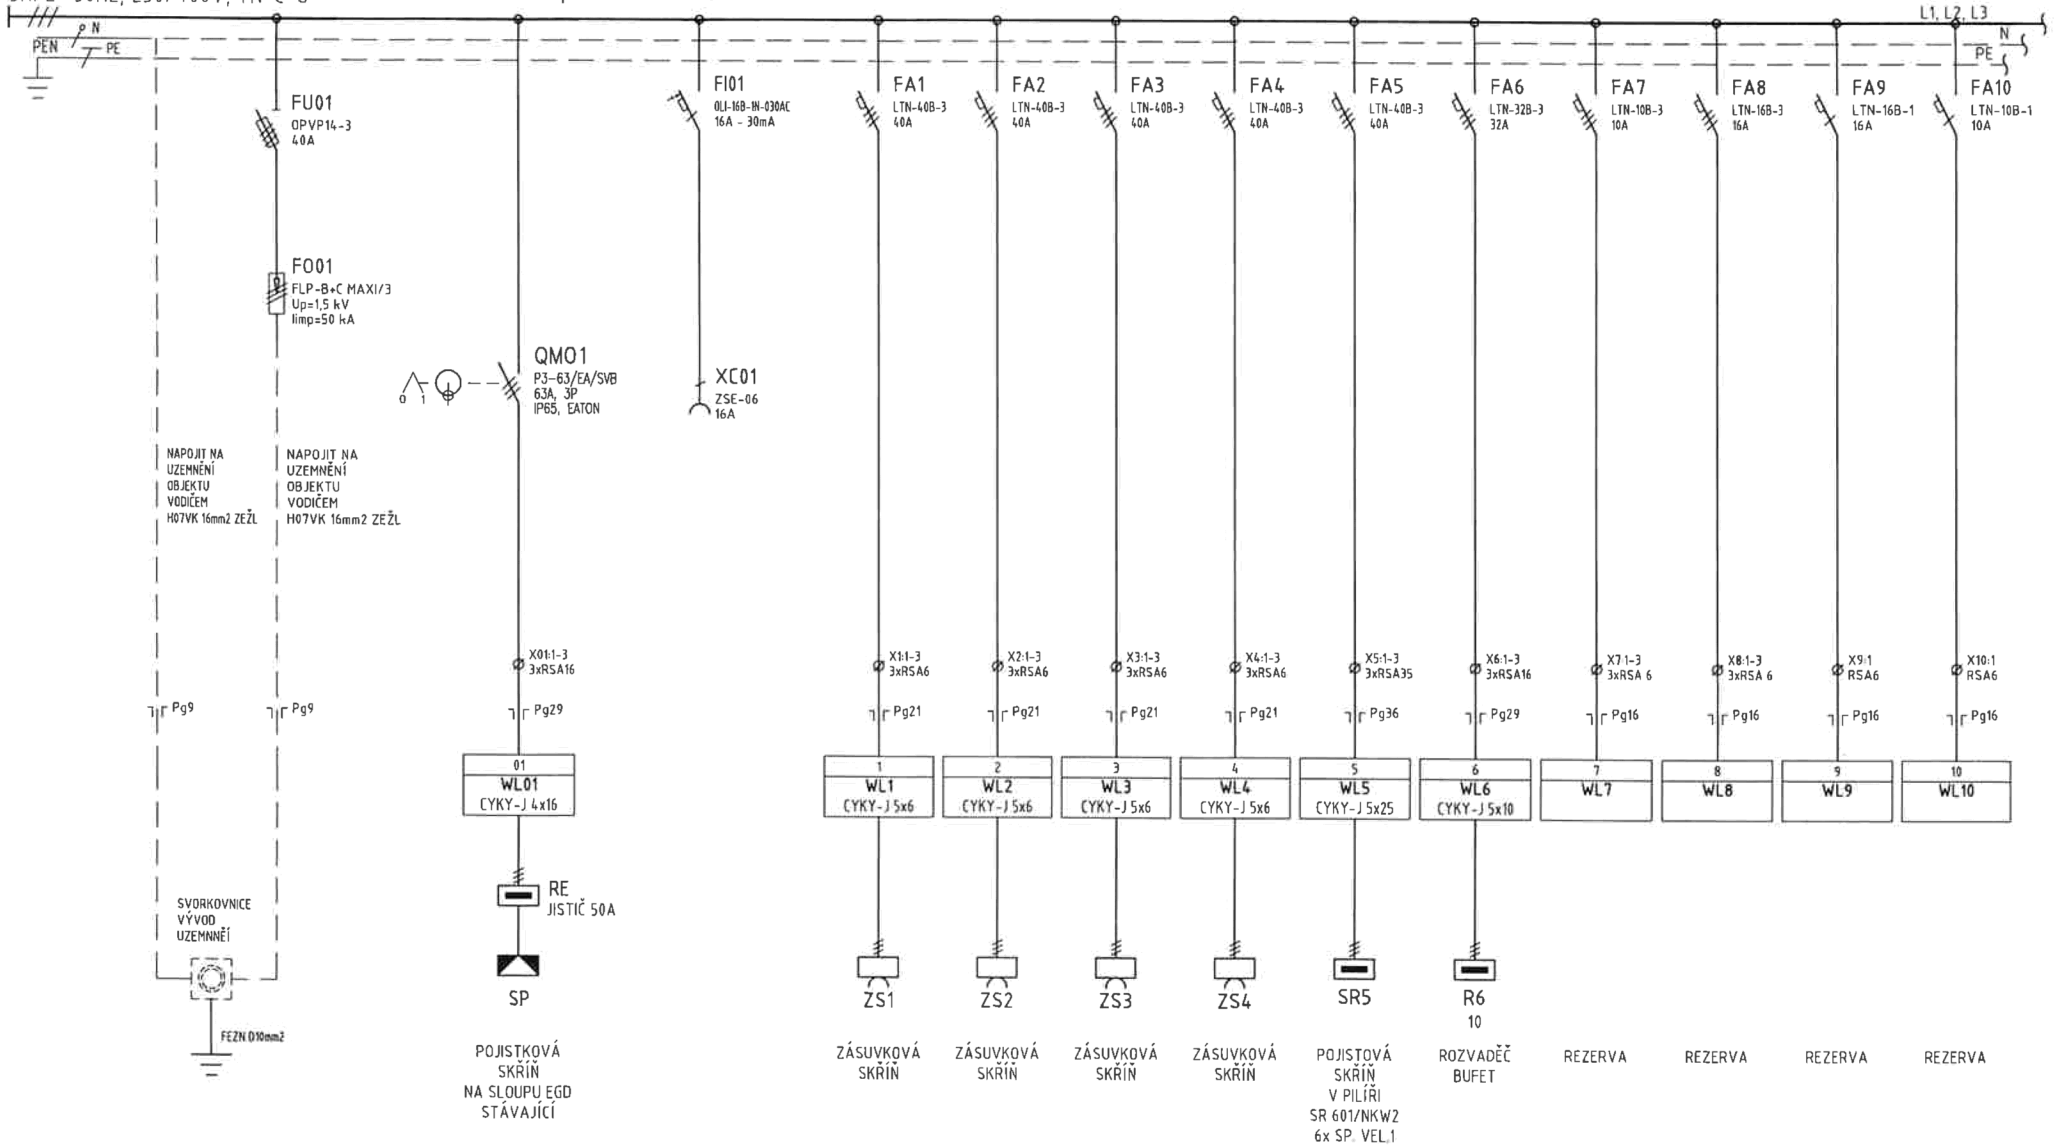 L1, L2, L3
N
PEN
PE
N
PE
FU01
OPVP14-3
40A
FO01
FLP-B+C MAXI/3
Up=1,5 kV
Iimp=50 kA
QM01
P3-63/EA/SVB
63A, 3P
IP65, EATON
0 1
FI01
OLI-16B-1N-030AC
16A - 30mA
XC01
ZSE-06
16A
FA1
LTN-40B-3
40A
FA2
LTN-40B-3
40A
FA3
LTN-40B-3
40A
FA4
LTN-40B-3
40A
FA5
LTN-40B-3
40A
FA6
LTN-32B-3
32A
FA7
LTN-10B-3
10A
FA8
LTN-16B-3
16A
FA9
LTN-16B-1
16A
FA10
LTN-10B-1
10A
NAPOJIT NA
UZEMNĚNÍ
OBJEKTU
VODIČEM
H07VK 16mm2 ZEŽL
NAPOJIT NA
UZEMNĚNÍ
OBJEKTU
VODIČEM
H07VK 16mm2 ZEŽL
X01:1-3
3xRSA16
X1:1-3
3xRSA6
X2:1-3
3xRSA6
X3:1-3
3xRSA6
X4:1-3
3xRSA6
X5:1-3
3xRSA35
X6:1-3
3xRSA16
X7:1-3
3xRSA 6
X8:1-3
3xRSA 6
X9:1
RSA6
X10:1
RSA6
Pg9
Pg9
Pg29
Pg21
Pg21
Pg21
Pg21
Pg36
Pg29
Pg16
Pg16
Pg16
Pg16
01
WL01
CYKY-J 4x16
1
WL1
CYKY-J 5x6
2
WL2
CYKY-J 5x6
3
WL3
CYKY-J 5x6
4
WL4
CYKY-J 5x6
5
WL5
CYKY-J 5x25
6
WL6
CYKY-J 5x10
7
WL7
8
WL8
9
WL9
10
WL10
SVORKOVNICE
VÝVOD
UZEMNNĚÍ
FEZN D10mm2
RE
JISTIČ 50A
SP
POJISTKOVÁ
SKŘÍŇ
NA SLOUPU EGD
STÁVAJÍCÍ
ZS1
ZÁSUVKOVÁ
SKŘÍŇ
ZS2
ZÁSUVKOVÁ
SKŘÍŇ
ZS3
ZÁSUVKOVÁ
SKŘÍŇ
ZS4
ZÁSUVKOVÁ
SKŘÍŇ
SR5
POJISTOVÁ
SKŘÍŇ
V PILÍŘI
SR 601/NKW2
6x SP. VEL.1
R6
10
ROZVADĚČ
BUFET
REZERVA
REZERVA
REZERVA
REZERVA